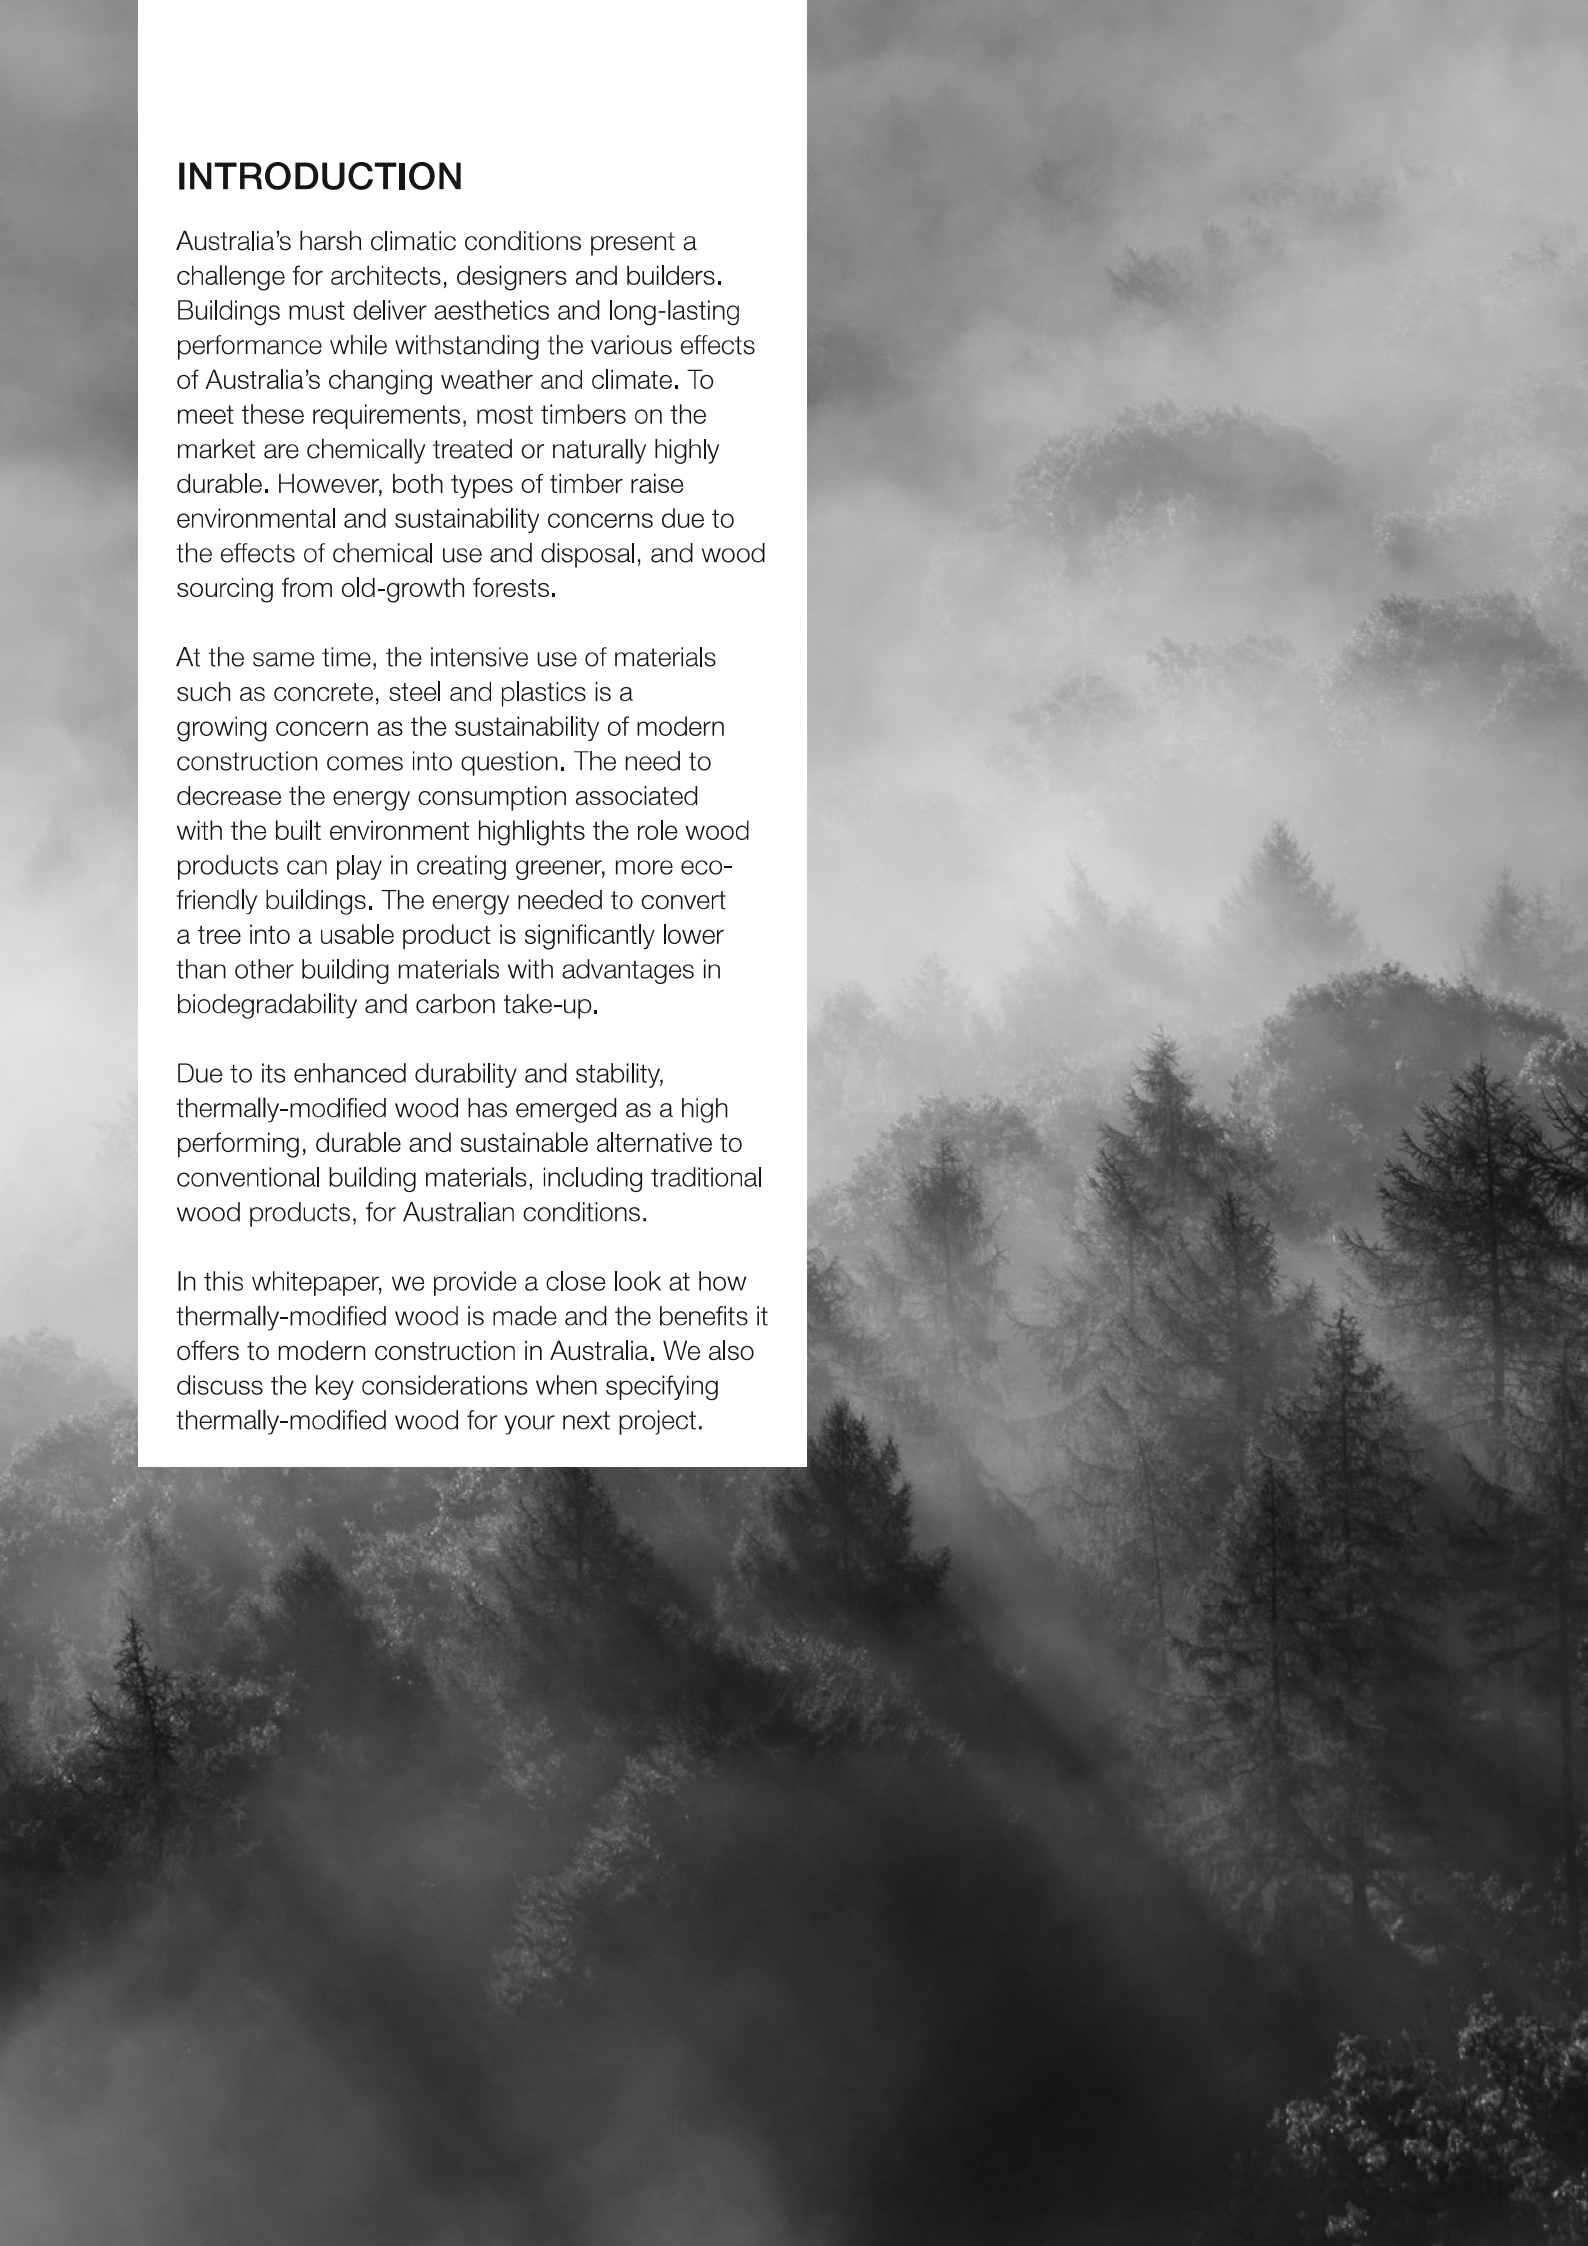 INTRODUCTION
Australia’s harsh climatic conditions present a
challenge for architects, designers and builders.
Buildings must deliver aesthetics and long-lasting
performance while withstanding the various effects
of Australia’s changing weather and climate. To
meet these requirements, most timbers on the
market are chemically treated or naturally highly
durable. However, both types of timber raise
environmental and sustainability concerns due to
the effects of chemical use and disposal, and wood
sourcing from old-growth forests.
At the same time, the intensive use of materials
such as concrete, steel and plastics is a
growing concern as the sustainability of modern
construction comes into question. The need to
decrease the energy consumption associated
with the built environment highlights the role wood
products can play in creating greener, more eco-
friendly buildings. The energy needed to convert
a tree into a usable product is significantly lower
than other building materials with advantages in
biodegradability and carbon take-up.
Due to its enhanced durability and stability,
thermally-modified wood has emerged as a high
performing, durable and sustainable alternative to
conventional building materials, including traditional
wood products, for Australian conditions.
In this whitepaper, we provide a close look at how
thermally-modified wood is made and the benefits it
offers to modern construction in Australia. We also
discuss the key considerations when specifying
thermally-modified wood for your next project.